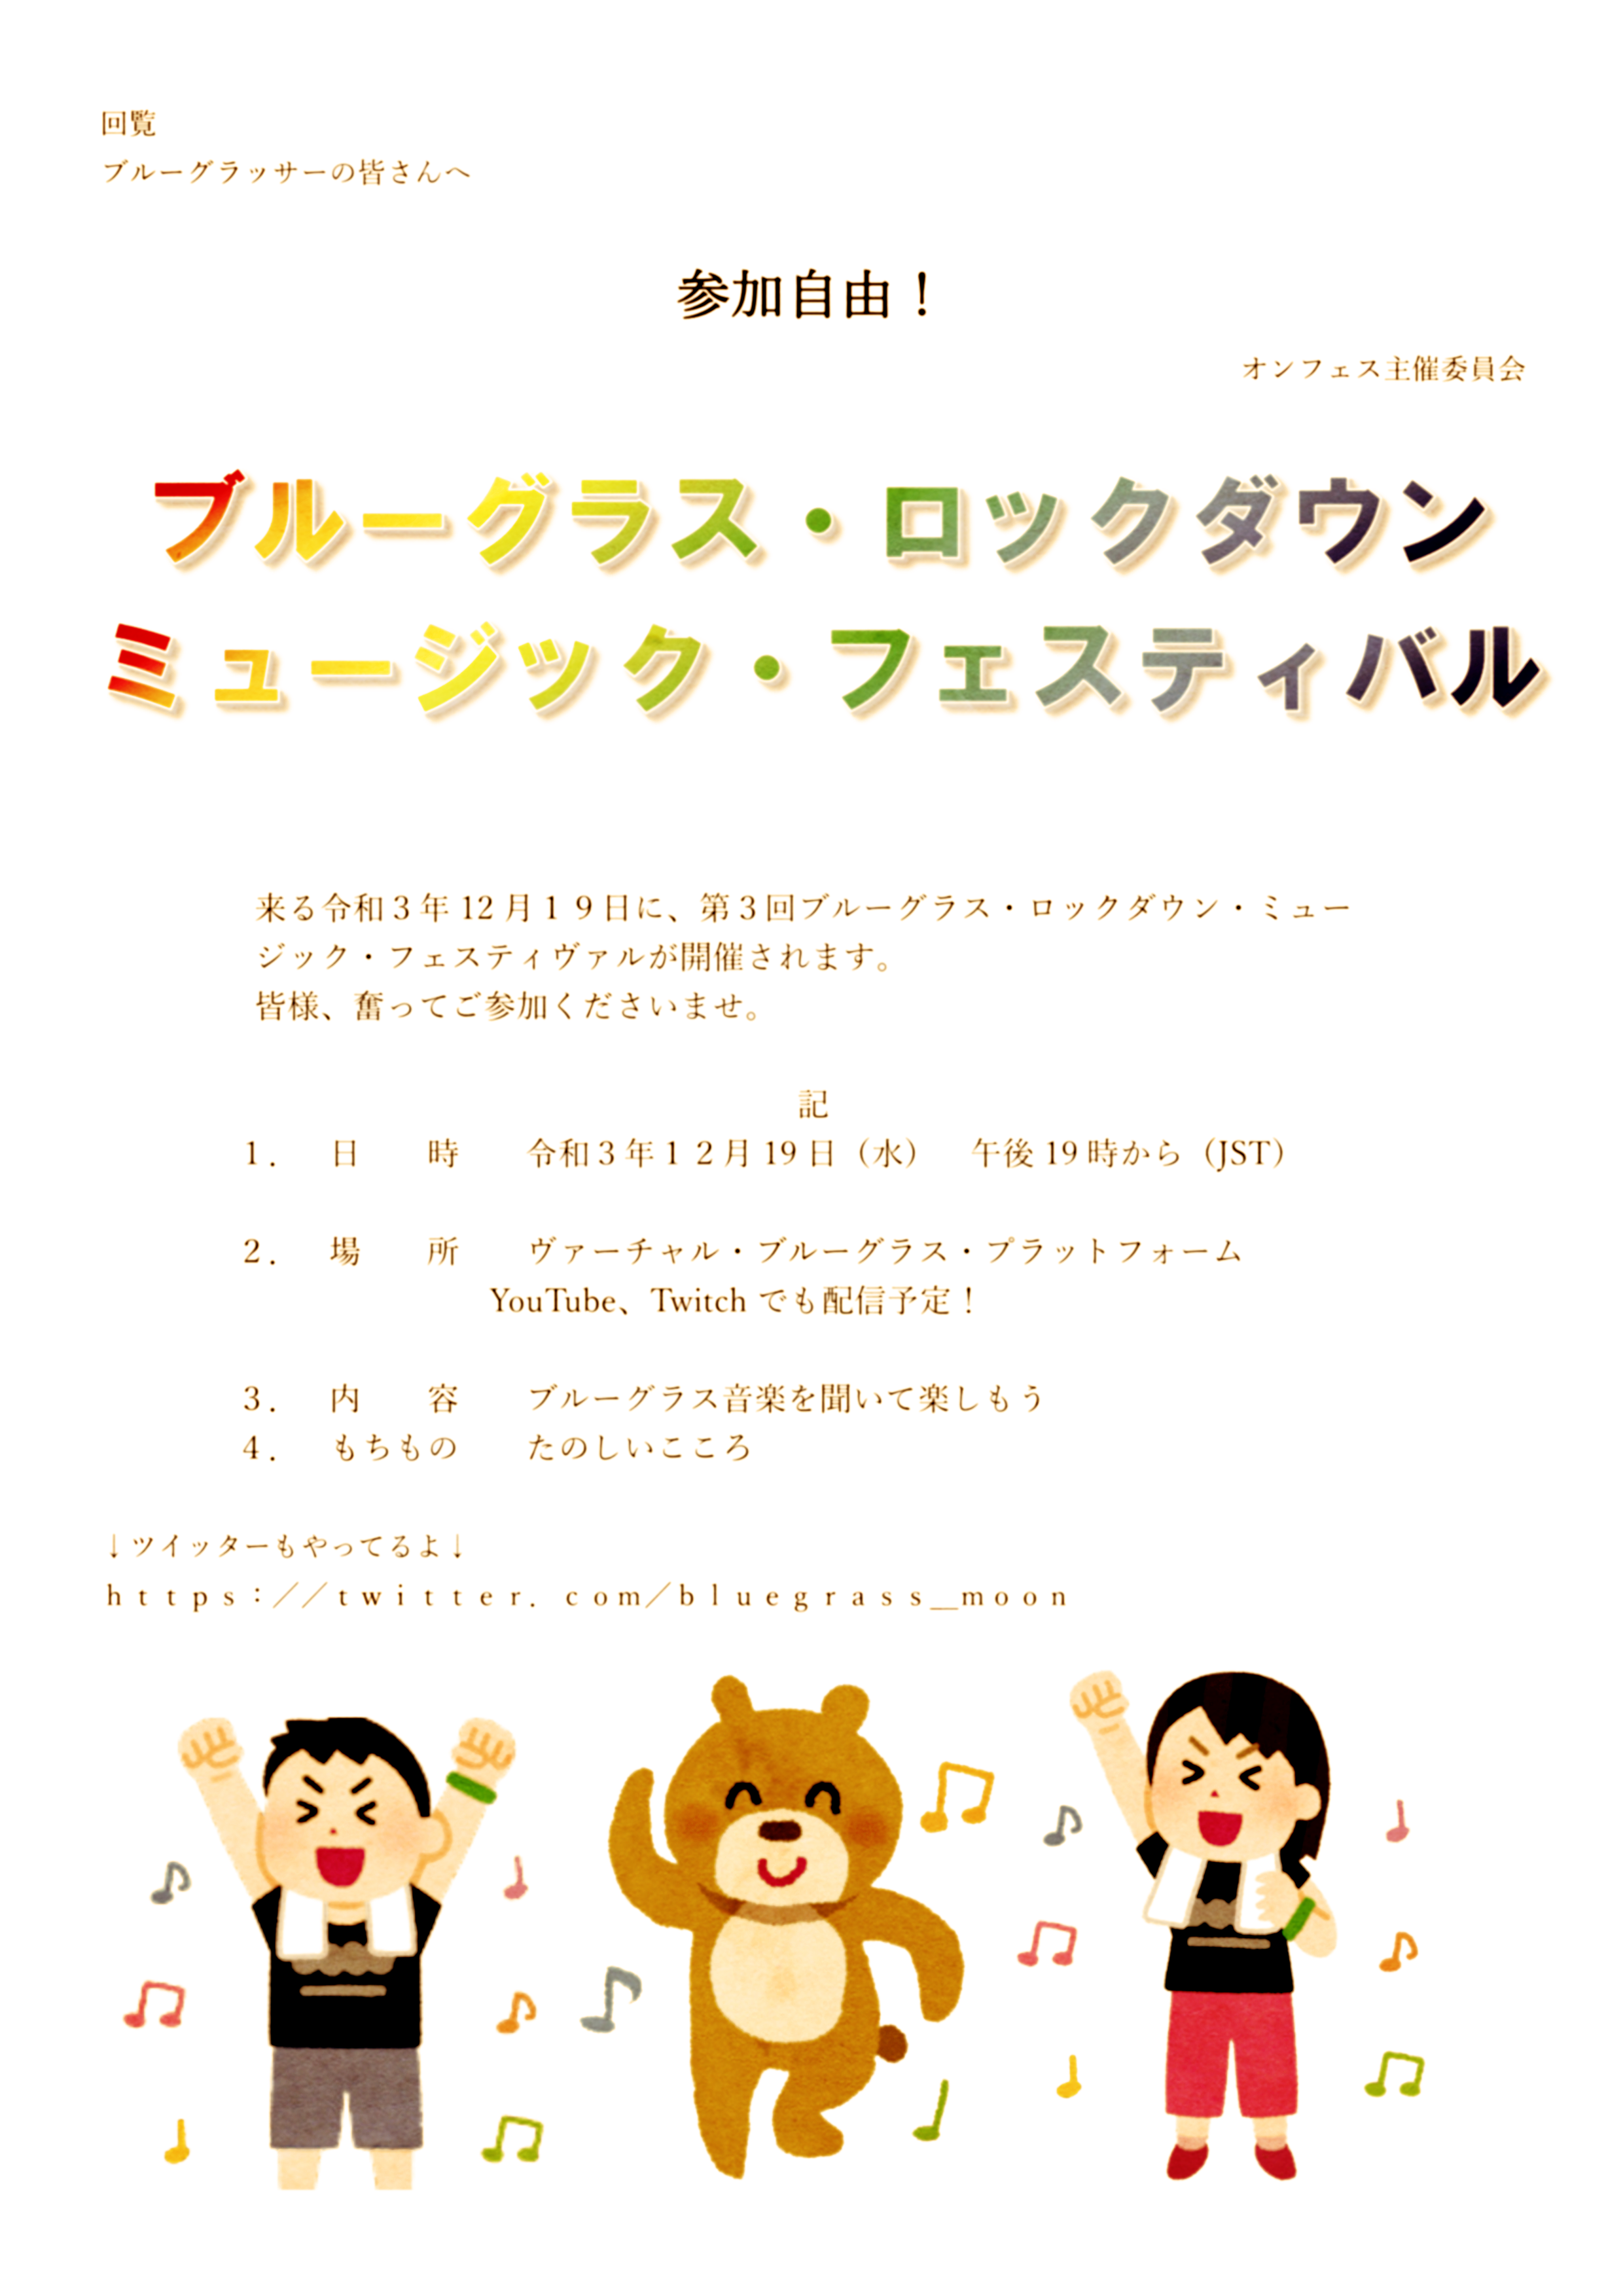 回覧
ブルーグラッサーの皆さんへ
参加自由！
オンフェス主催委員会
ブルーグラス・ロックダウン
ミュージック・フェスティバル
来る令和３年 12 月１９日に、第３回ブルーグラス・ロックダウン・ミュー
ジック・フェスティヴァルが開催されます。
皆様、奮ってご参加くださいませ。
記
１．　日　　時　　令和３年１２月 19 日（水）　午後 19 時から（JST）
２．　場　　所　　ヴァーチャル・ブルーグラス・プラットフォーム
YouTube、Twitch でも配信予定！
３．　内　　容　　ブルーグラス音楽を聞いて楽しもう
４．　もちもの　　たのしいこころ
↓ツイッターもやってるよ↓
ｈｔｔｐｓ：／／ｔｗｉｔｔｅｒ．ｃｏｍ／ｂｌｕｅｇｒａｓｓ＿ｍｏｏｎ